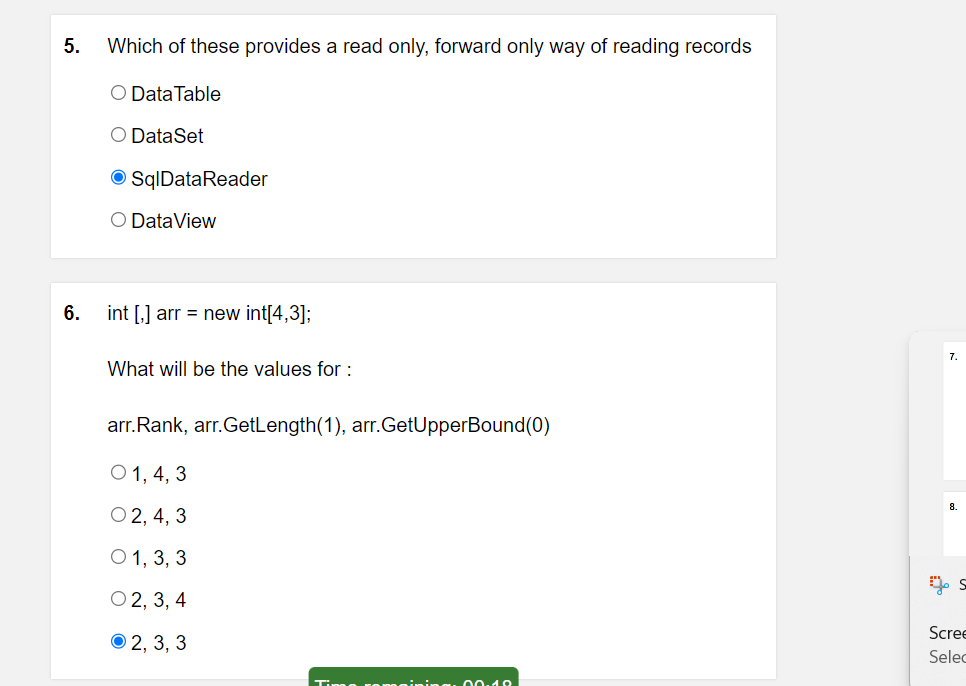 5. Which of these provides a read only, forward only way of reading records
DataTable
DataSet
SqlDataReader
DataView
6. int [,] arr = new int[4,3];
What will be the values for :
arr.Rank, arr.GetLength(1), arr.GetUpperBound(0)
1, 4, 3
2, 4, 3
1, 3, 3
2, 3, 4
2, 3, 3
Time remaining: 00:18
7.
8.
S
Scree
Selec